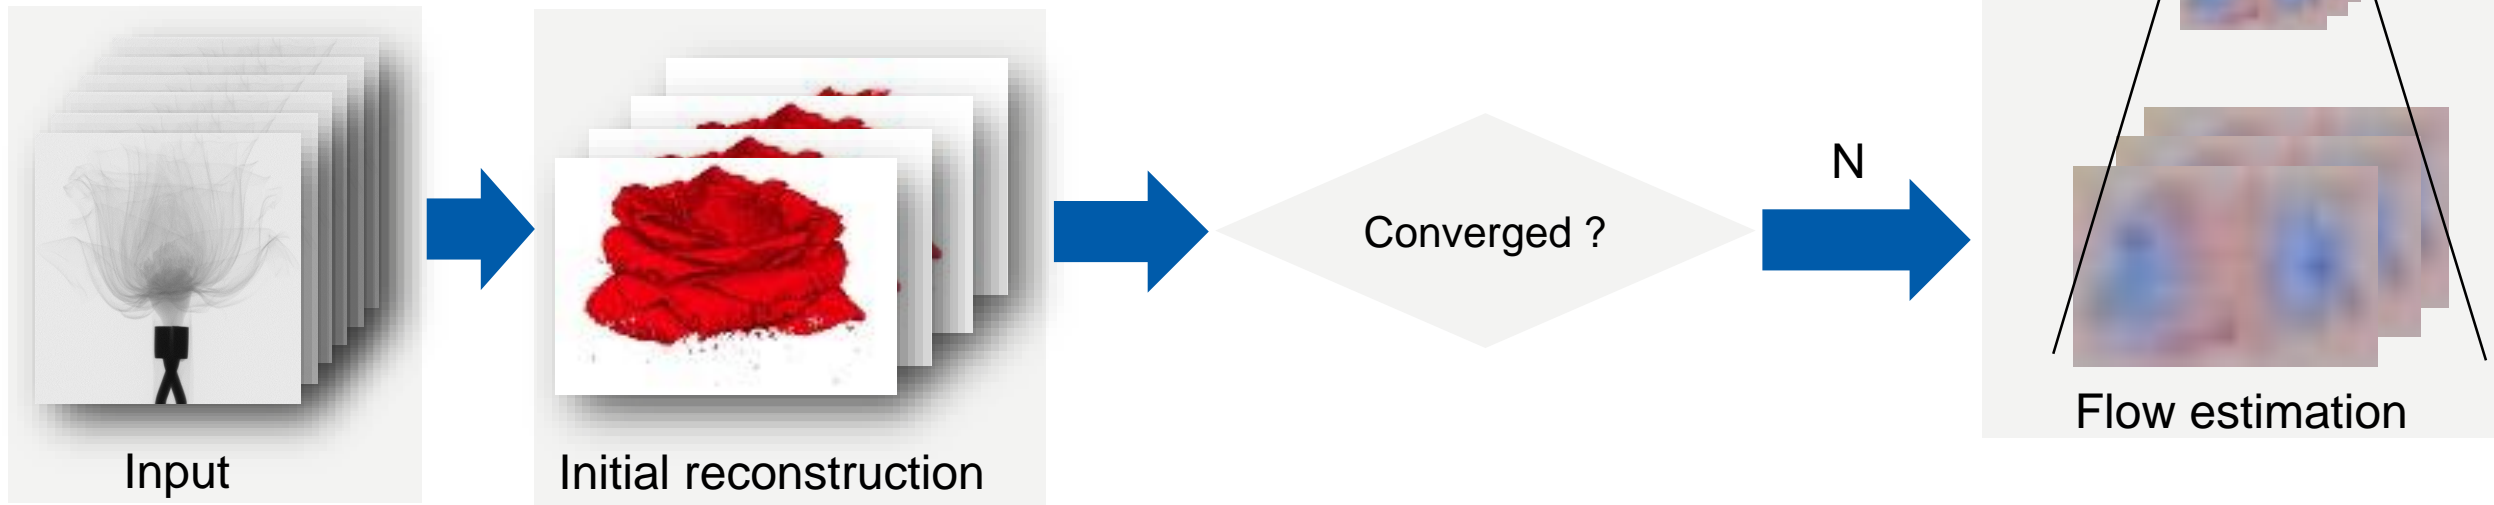 Input
Initial reconstruction
Converged ?
N
Flow estimation